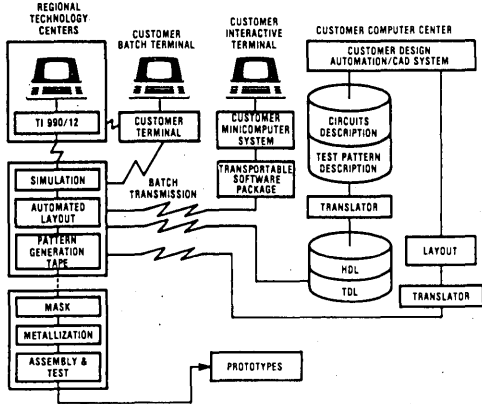 REGIONAL
TECHNOLOGY
CENTERS
CUSTOMER
BATCH TERMINAL
CUSTOMER
INTERACTIVE
TERMINAL
CUSTOMER COMPUTER CENTER
CUSTOMER DESIGN
AUTOMATION/CAD SYSTEM
TI 990/12
CUSTOMER
TERMINAL
CUSTOMER
MINICOMPUTER
SYSTEM
CIRCUITS
DESCRIPTION
TEST PATTERN
DESCRIPTION
SIMULATION
AUTOMATED
LAYOUT
PATTERN
GENERATION
TAPE
BATCH
TRANSMISSION
TRANSPORTABLE
SOFTWARE
PACKAGE
TRANSLATOR
HDL
TDL
LAYOUT
TRANSLATOR
MASK
METALLIZATION
ASSEMBLY &
TEST
PROTOTYPES